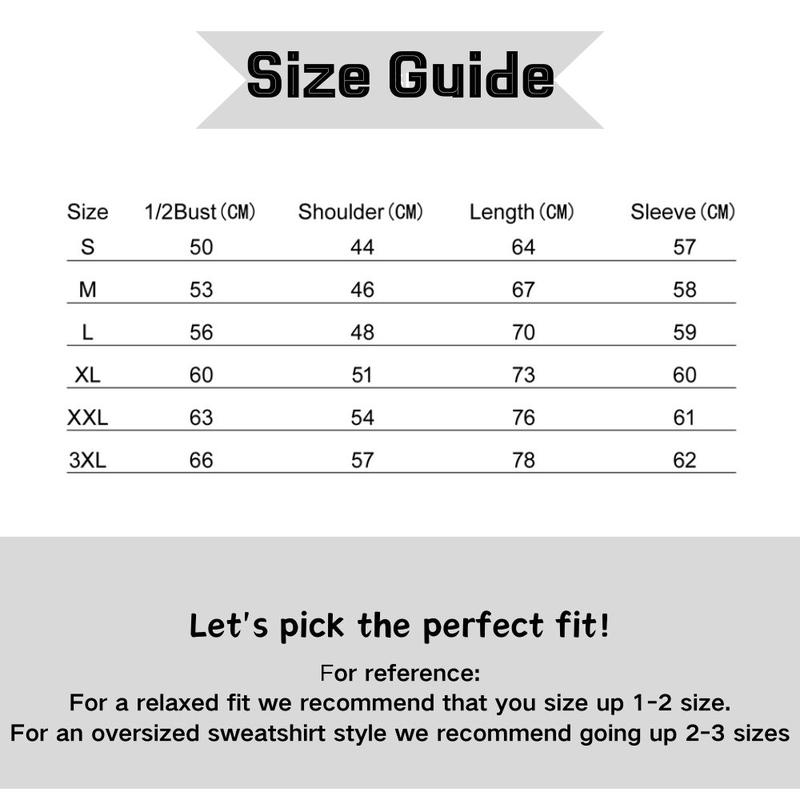 Size Guide
Size 1/2Bust(CM) Shoulder(CM) Length(CM) Sleeve(CM)
S 50 44 64 57
M 53 46 67 58
L 56 48 70 59
XL 60 51 73 60
XXL 63 54 76 61
3XL 66 57 78 62
Let's pick the perfect fit!
For reference:
For a relaxed fit we recommend that you size up 1-2 size.
For an oversized sweatshirt style we recommend going up 2-3 sizes